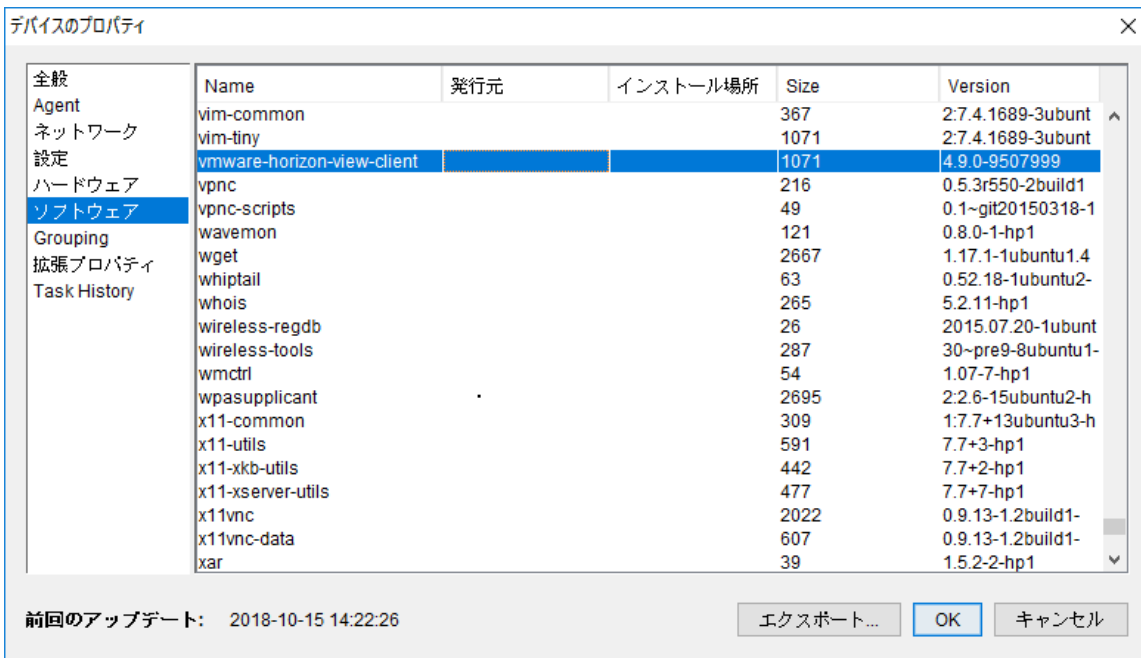 デバイスのプロパティ
全般
Agent
ネットワーク
設定
ハードウェア
ソフトウェア
Grouping
拡張プロパティ
Task History
Name 発行元 インストール場所 Size Version
vim-common 367 2:7.4.1689-3ubunt
vim-tiny 1071 2:7.4.1689-3ubunt
vmware-horizon-view-client 1071 4.9.0-9507999
vpnc 216 0.5.3r550-2build1
vpnc-scripts 49 0.1~git20150318-1
wavemon 121 0.8.0-1-hp1
wget 2667 1.17.1-1ubuntu1.4
whiptail 63 0.52.18-1ubuntu2-
whois 265 5.2.11-hp1
wireless-regdb 26 2015.07.20-1ubunt
wireless-tools 287 30~pre9-8ubuntu1-
wmctrl 54 1.07-7-hp1
wpasupplicant 2695 2:2.6-15ubuntu2-h
x11-common 309 1:7.7+13ubuntu3-h
x11-utils 591 7.7+3-hp1
x11-xkb-utils 442 7.7+2-hp1
x11-xserver-utils 477 7.7+7-hp1
x11vnc 2022 0.9.13-1.2build1-
x11vnc-data 607 0.9.13-1.2build1-
xar 39 1.5.2-2-hp1
前回のアップデート: 2018-10-15 14:22:26
エクスポート... OK キャンセル